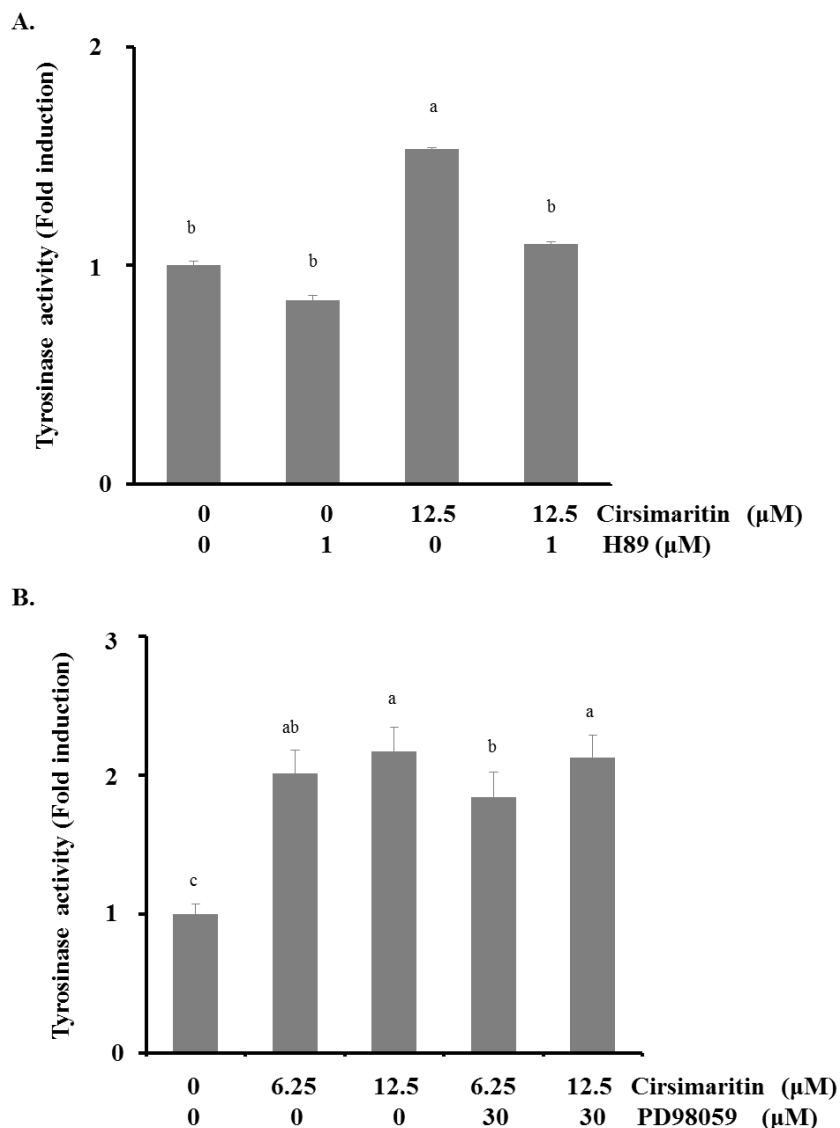 A.
Tyrosinase activity (Fold induction)
2
1
0
b
b
a
b
0 0 12.5 12.5 Cirsimaritin (μM)
0 1 0 1 H89 (μM)
B.
Tyrosinase activity (Fold induction)
3
2
1
0
c
ab
a
b
a
0 6.25 12.5 6.25 12.5 Cirsimaritin (μM)
0 0 0 30 30 PD98059 (μM)